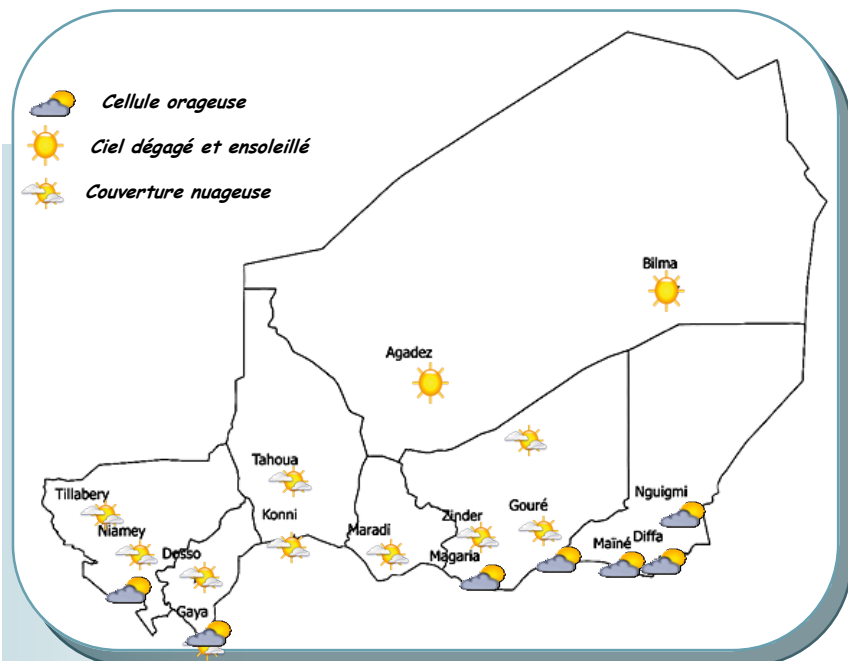 Cellule orageuse
Ciel dégagé et ensoleillé
Couverture nuageuse
Bilma
Agadez
Tahoua
Tillabery
Nguigmi
Gouré
Konni
Zinder
Maradi
Niamey
Diffa
Maïné
Dosso
Magaria
Gaya